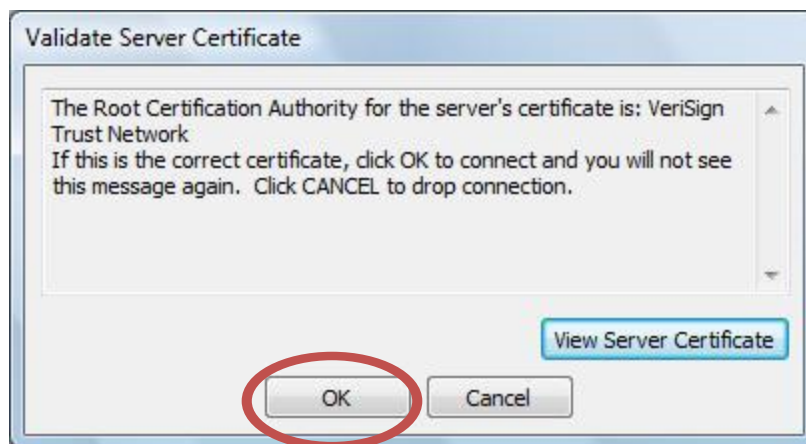 Validate Server Certificate
The Root Certification Authority for the server's certificate is: VeriSign
Trust Network
If this is the correct certificate, click OK to connect and you will not see
this message again.  Click CANCEL to drop connection.
View Server Certificate
OK
Cancel